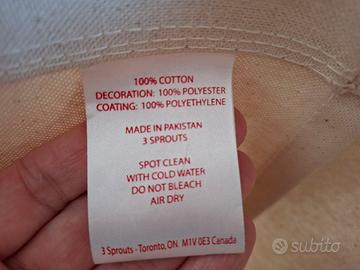 100% COTTON
DECORATION: 100% POLYESTER
COATING: 100% POLYETHYLENE
MADE IN PAKISTAN
3 SPROUTS
SPOT CLEAN
WITH COLD WATER
DO NOT BLEACH
AIR DRY
3 Sprouts - Toronto, ON. M1V 0E3 Canada
subito